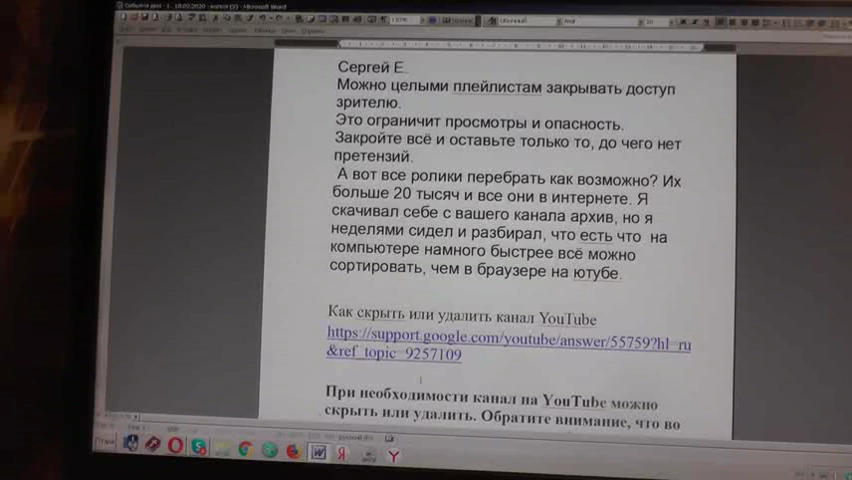 Сергей Е.
Можно целыми плейлистам закрывать доступ
зрителю.
Это ограничит просмотры и опасность.
Закройте всё и оставьте только то, до чего нет
претензий.
А вот все ролики перебрать как возможно? Их
больше 20 тысяч и все они в интернете. Я
скачивал себе с вашего канала архив, но я
неделями сидел и разбирал, что есть что на
компьютере намного быстрее всё можно
сортировать, чем в браузере на ютубе.
Как скрыть или удалить канал YouTube
https://support.google.com/youtube/answer/55759?hl=ru
&ref_topic=9257109
При необходимости канал на YouTube можно
скрыть или удалить. Обратите внимание, что во